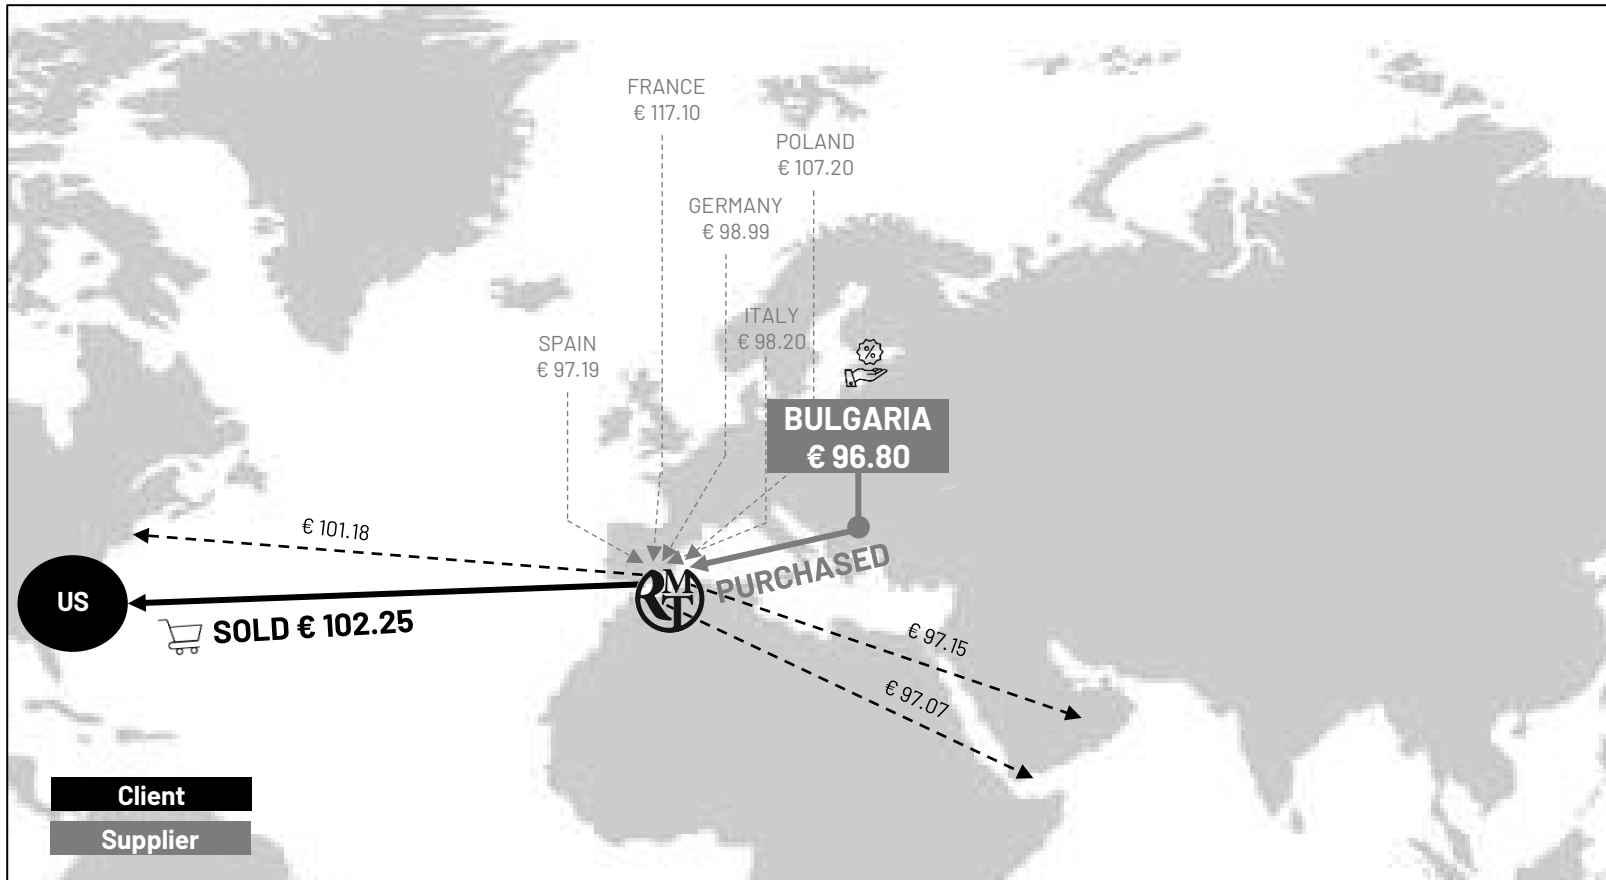 FRANCE
€ 117.10
POLAND
€ 107.20
GERMANY
€ 98.99
ITALY
€ 98.20
SPAIN
€ 97.19
%
BULGARIA
€ 96.80
€ 101.18
PURCHASED
US
RMT
SOLD € 102.25
€ 97.15
€ 97.07
Client
Supplier